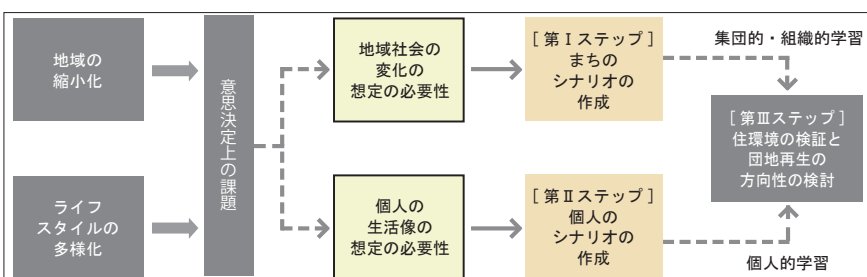 地域の
縮小化
ライフ
スタイルの
多様化
意思決定上の課題
地域社会の
変化の
想定の必要性
個人の
生活像の
想定の必要性
[ 第Ⅰステップ ]
まちの
シナリオの
作成
[ 第Ⅱステップ ]
個人の
シナリオの
作成
集団的・組織的学習
[ 第Ⅲステップ ]
住環境の検証と
団地再生の
方向性の検討
個人的学習